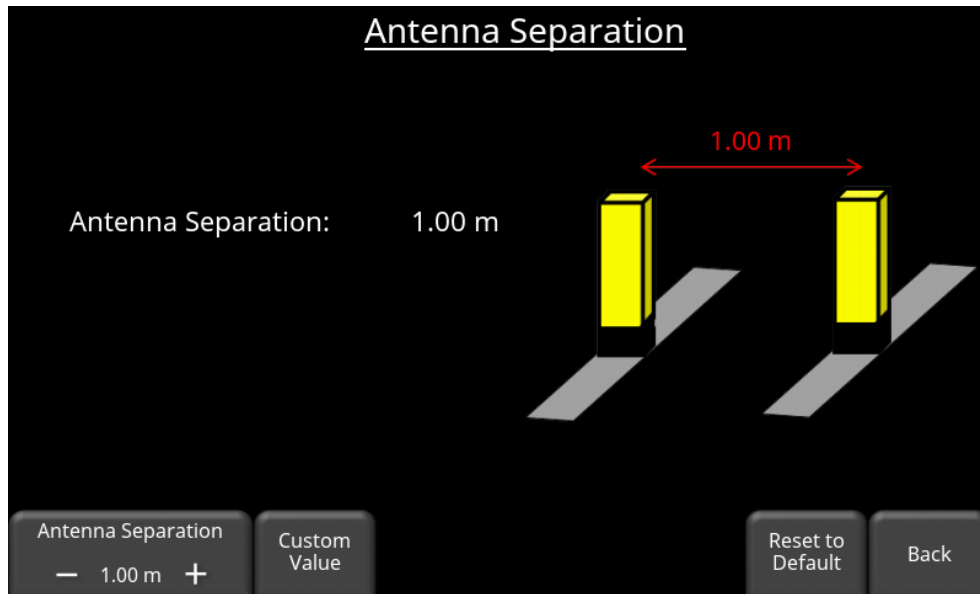 Antenna Separation
1.00 m
Antenna Separation: 1.00 m
Antenna Separation
− 1.00 m +
Custom
Value
Reset to
Default
Back